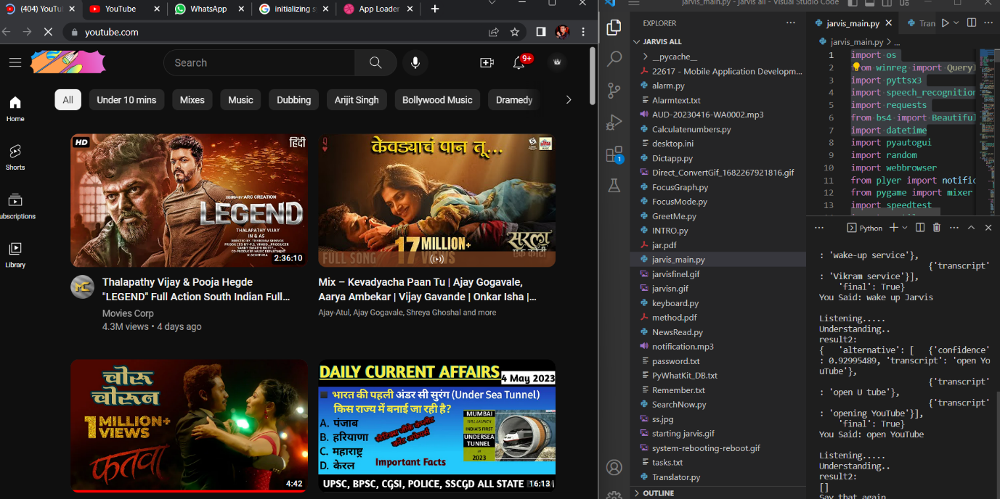 (404) YouTu
YouTube
WhatsApp
initializing s
App Loader
youtube.com
Search
9+
Home
Shorts
ubscriptions
Library
All
Under 10 mins
Mixes
Music
Dubbing
Arijit Singh
Bollywood Music
Dramedy
HD
हिंदी
DESIGN BY ARC CREATION
LEGEND
THALAPATHY VIJAY
IN & AS
2:36:10
Thalapathy Vijay & Pooja Hegde
"LEGEND" Full Action South Indian Full...
Movies Corp
4.3M views • 4 days ago
केवड्याचं पान तू...
FULL SONG
17 MILLION+
VIEWS
सरला
एक कोटी
Mix – Kevadyacha Paan Tu | Ajay Gogavale,
Aarya Ambekar | Vijay Gavande | Onkar Isha |...
Ajay-Atul, Ajay Gogavale, Shreya Ghoshal and more
चोरू
चोरून
1 MILLION+
VIEWS
फतवा
4:42
DAILY CURRENT AFFAIRS
4 May 2023
भारत की पहली अंडर सी सुरंग (Under Sea Tunnel)
किस राज्य में बनाई जा रही है?
A. पंजाब
B. हरियाणा
C. महाराष्ट्र
D. केरल
Important Facts
MUMBAI
WILL LAUNCH
INDIA'S FIRST
UNDERSEA
TUNNEL
IN
2023
UPSC, BPSC, CGSI, POLICE, SSCGD ALL STATE
16:13
jarvis_main.py - jarvis all - Visual Studio Code
EXPLORER
JARVIS ALL
__pycache__
22617 - Mobile Application Developm...
alarm.py
Alarmtext.txt
AUD-20230416-WA0002.mp3
Calculatenumbers.py
desktop.ini
Dictapp.py
Direct_ConvertGif_1682267921816.gif
FocusGraph.py
FocusMode.py
GreetMe.py
INTRO.py
jar.pdf
jarvis_main.py
jarvisfinel.gif
jarvisn.gif
keyboard.py
method.pdf
NewsRead.py
notification.mp3
password.txt
PyWhatKit_DB.txt
Remember.txt
SearchNow.py
ss.jpg
starting jarvis.gif
system-rebooting-reboot.gif
tasks.txt
Translator.py
OUTLINE
1
jarvis_main.py
Tran
jarvis_main.py > ...
1 import os
2 from winreg import Query
3 import pyttsx3
4 import speech_recognition
5 import requests
6 from bs4 import Beautiful
7 import datetime
8 import pyautogui
9 import random
10 import webbrowser
11 from plyer import notific
12 from pygame import mixer
13 import speedtest
Python
: 'wake-up service'},
{'transcript'
: 'Vikram service'}],
'final': True}
You Said: wake up Jarvis
Listening.....
Understanding..
result2:
{ 'alternative': [ {'confidence'
: 0.92995489, 'transcript': 'open Yo
uTube'},
{'transcript'
: 'open U tube'},
{'transcript'
: 'opening YouTube'}],
'final': True}
You Said: open YouTube
Listening.....
Understanding..
result2:
[]
Say that again